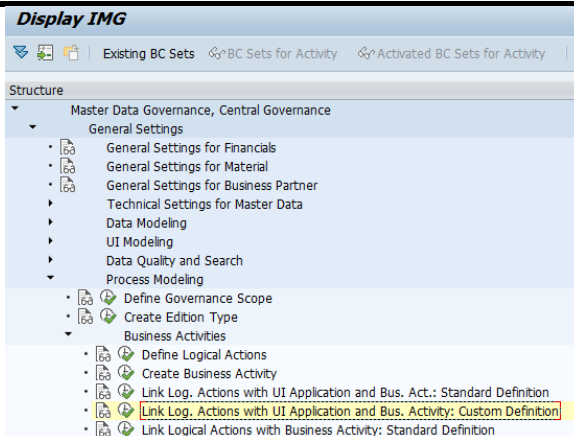 Display IMG
Existing BC Sets BC Sets for Activity Activated BC Sets for Activity
Structure
Master Data Governance, Central Governance
General Settings
General Settings for Financials
General Settings for Material
General Settings for Business Partner
Technical Settings for Master Data
Data Modeling
UI Modeling
Data Quality and Search
Process Modeling
Define Governance Scope
Create Edition Type
Business Activities
Define Logical Actions
Create Business Activity
Link Log. Actions with UI Application and Bus. Act.: Standard Definition
Link Log. Actions with UI Application and Bus. Activity: Custom Definition
Link Logical Actions with Business Activity: Standard Definition